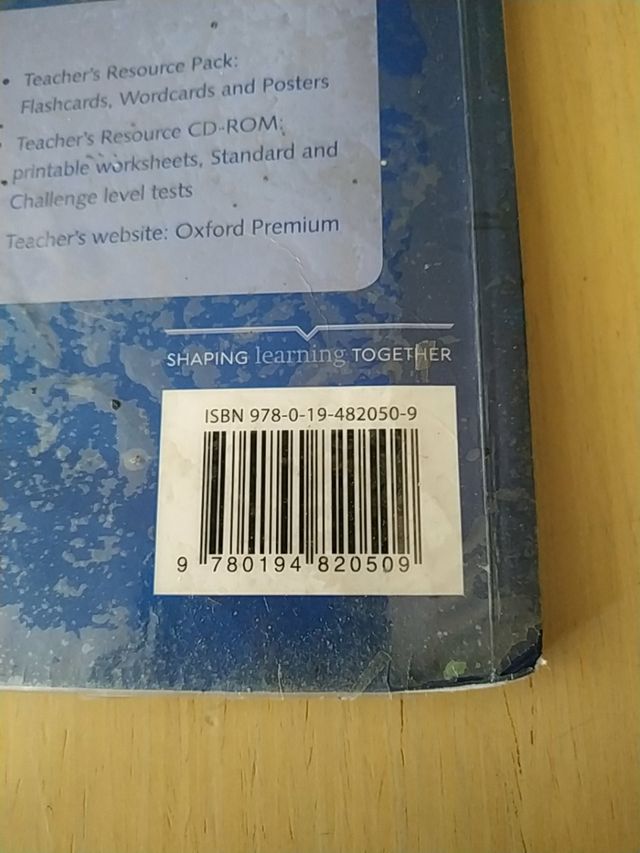 • Teacher's Resource Pack:
Flashcards, Wordcards and Posters
Teacher's Resource CD-ROM:
printable worksheets, Standard and
Challenge level tests
Teacher's website: Oxford Premium
SHAPING learning TOGETHER
ISBN 978-0-19-482050-9
9 780194 820509